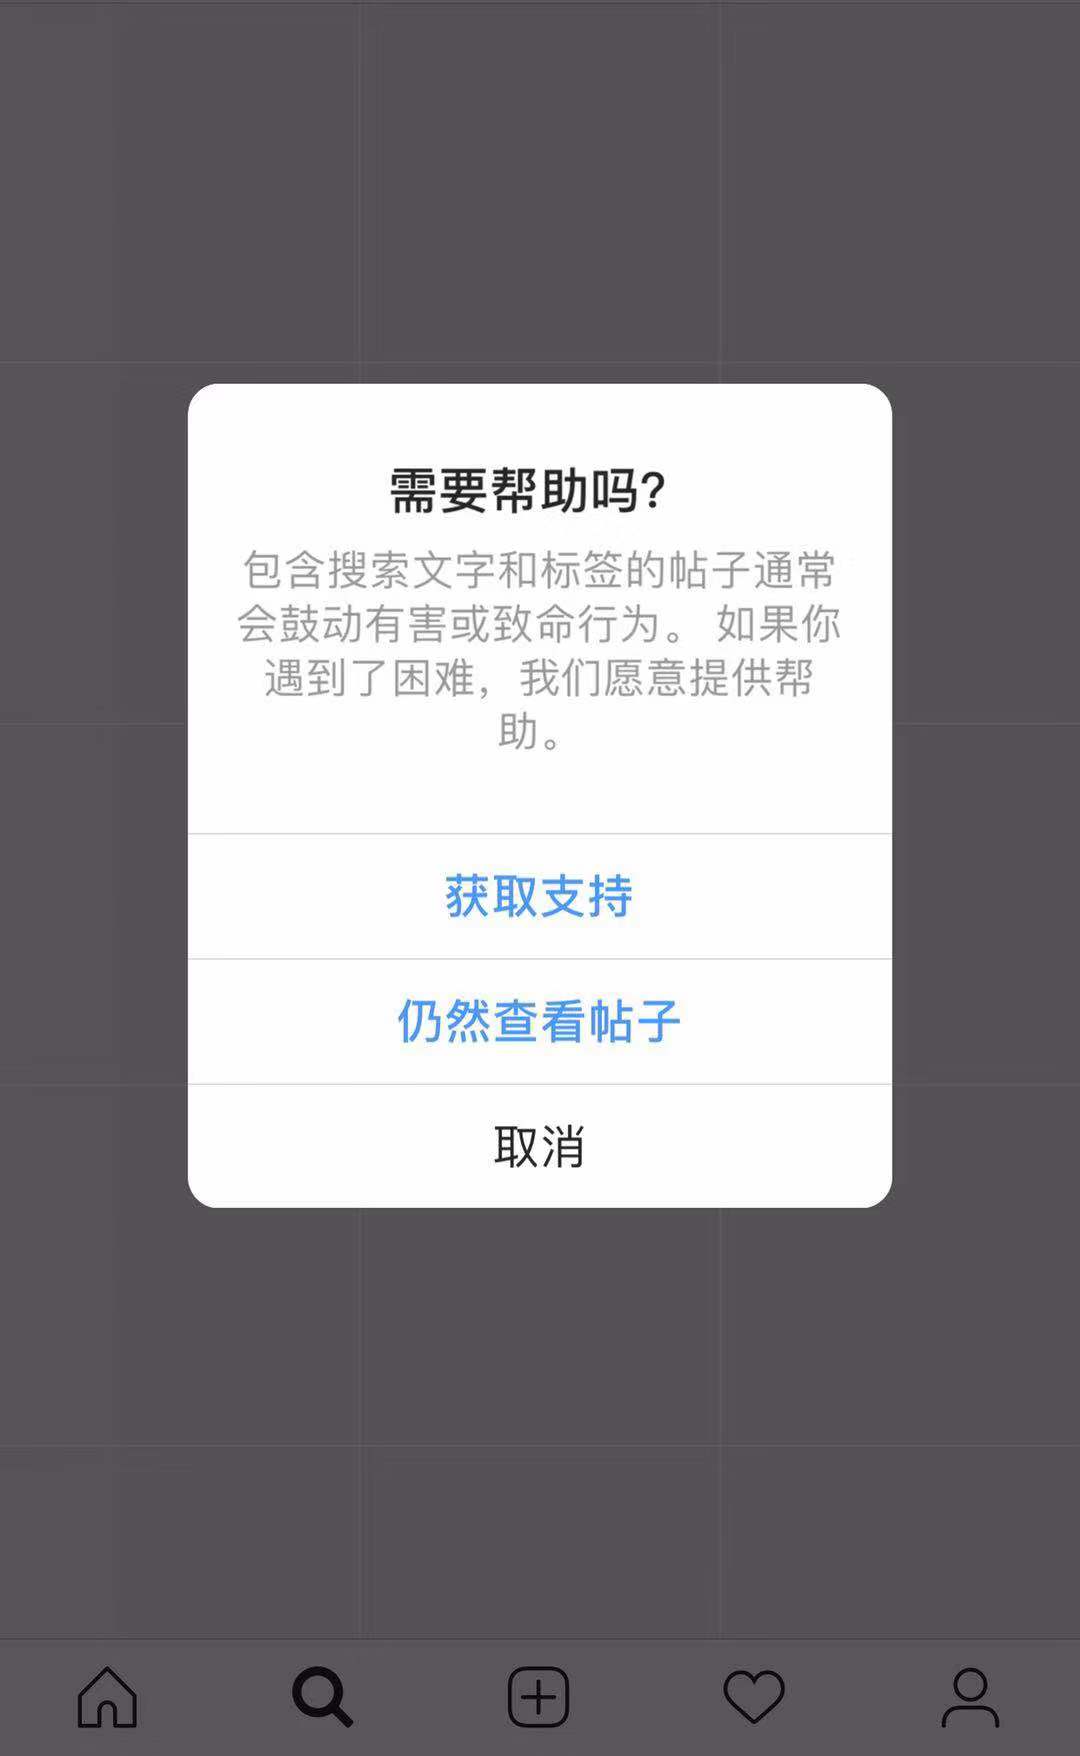 需要帮助吗?
包含搜索文字和标签的帖子通常
会鼓动有害或致命行为。 如果你
遇到了困难，我们愿意提供帮
助。
获取支持
仍然查看帖子
取消